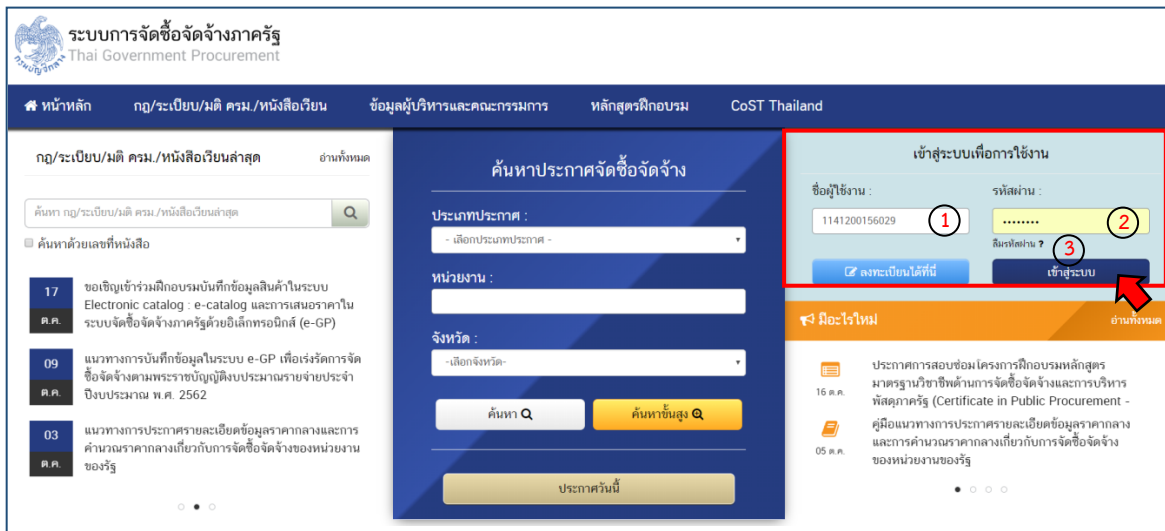 ระบบการจัดซื้อจัดจ้างภาครัฐ
Thai Government Procurement
กรมบัญชีกลาง
หน้าหลัก
กฎ/ระเบียบ/มติ ครม./หนังสือเวียน
ข้อมูลผู้บริหารและคณะกรรมการ
หลักสูตรฝึกอบรม
CoST Thailand
กฎ/ระเบียบ/มติ ครม./หนังสือเวียนล่าสุด
อ่านทั้งหมด
ค้นหา กฎ/ระเบียบ/มติ ครม./หนังสือเวียนล่าสุด
ค้นหาด้วยเลขที่หนังสือ
17
ต.ค.
ขอเชิญเข้าร่วมฝึกอบรมบันทึกข้อมูลสินค้าในระบบ
Electronic catalog : e-catalog และการเสนอราคาใน
ระบบจัดซื้อจัดจ้างภาครัฐด้วยอิเล็กทรอนิกส์ (e-GP)
09
ต.ค.
แนวทางการบันทึกข้อมูลในระบบ e-GP เพื่อเร่งรัดการจัด
ซื้อจัดจ้างตามพระราชบัญญัติงบประมาณรายจ่ายประจำ
ปีงบประมาณ พ.ศ. 2562
03
ต.ค.
แนวทางการประกาศรายละเอียดข้อมูลราคากลางและการ
คำนวณราคากลางเกี่ยวกับการจัดซื้อจัดจ้างของหน่วยงาน
ของรัฐ
ค้นหาประกาศจัดซื้อจัดจ้าง
ประเภทประกาศ :
- เลือกประเภทประกาศ -
หน่วยงาน :
จังหวัด :
-เลือกจังหวัด-
ค้นหา
ค้นหาขั้นสูง
ประกาศวันนี้
เข้าสู่ระบบเพื่อการใช้งาน
ชื่อผู้ใช้งาน :
รหัสผ่าน :
1141200156029
1
........
2
ลืมรหัสผ่าน ?
3
ลงทะเบียนได้ที่นี่
เข้าสู่ระบบ
มีอะไรใหม่
อ่านทั้งหมด
16 ต.ค.
ประกาศการสอบซ่อมโครงการฝึกอบรมหลักสูตร
มาตรฐานวิชาชีพด้านการจัดซื้อจัดจ้างและการบริหาร
พัสดุภาครัฐ (Certificate in Public Procurement -
05 ต.ค.
คู่มือแนวทางการประกาศรายละเอียดข้อมูลราคากลาง
และการคำนวณราคากลางเกี่ยวกับการจัดซื้อจัดจ้าง
ของหน่วยงานของรัฐ